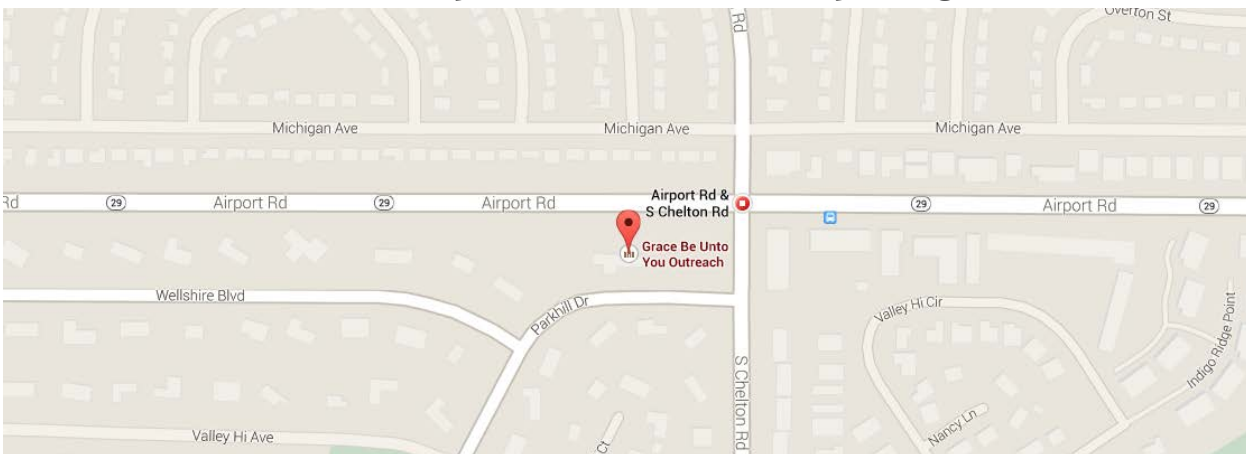 Rd
Overton St
Michigan Ave
Michigan Ave
Michigan Ave
Airport Rd &
S Chelton Rd
Rd
29
Airport Rd
29
Airport Rd
29
Airport Rd
29
Grace Be Unto
You Outreach
Wellshire Blvd
Parkhill Dr
Valley Hi Cir
Indigo Ridge Point
S Chelton Rd
Nancy Ln
Valley Hi Ave
Ct